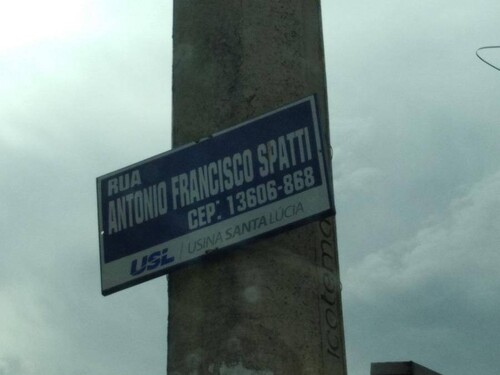 RUA
ANTONIO FRANCISCO SPATTI
CEP: 13606-868
USL | USINA SANTA LÚCIA